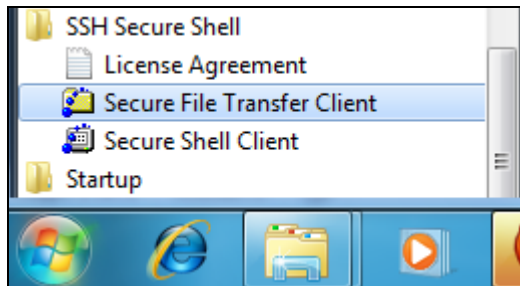 SSH Secure Shell
License Agreement
Secure File Transfer Client
Secure Shell Client
Startup